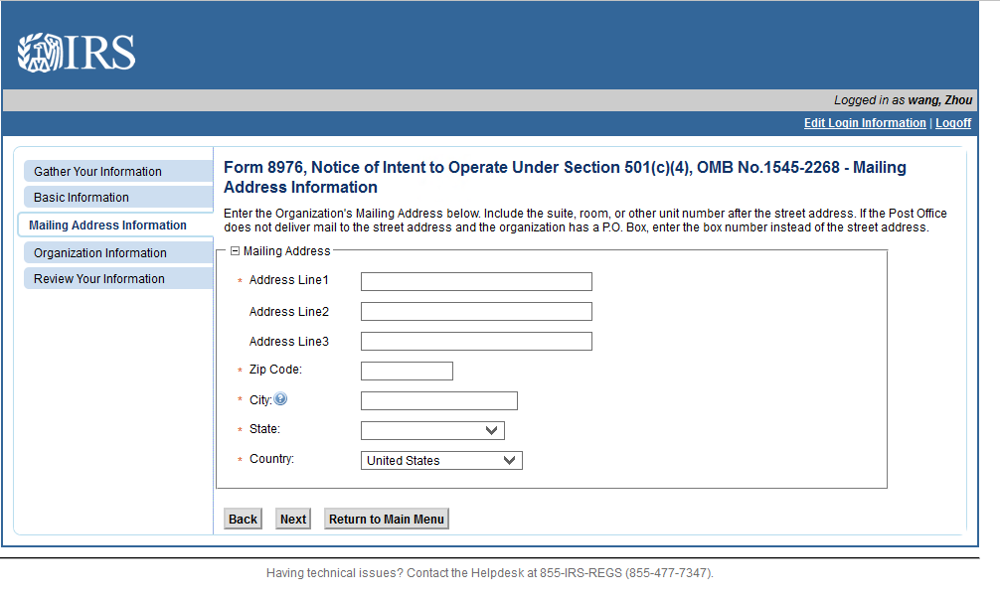 IRS
Logged in as wang, Zhou
Edit Login Information | Logoff
Gather Your Information
Basic Information
Mailing Address Information
Organization Information
Review Your Information
Form 8976, Notice of Intent to Operate Under Section 501(c)(4), OMB No.1545-2268 - Mailing
Address Information
Enter the Organization's Mailing Address below. Include the suite, room, or other unit number after the street address. If the Post Office
does not deliver mail to the street address and the organization has a P.O. Box, enter the box number instead of the street address.
Mailing Address
* Address Line1
Address Line2
Address Line3
* Zip Code:
* City:
* State:
* Country: United States
Back Next Return to Main Menu
Having technical issues? Contact the Helpdesk at 855-IRS-REGS (855-477-7347).